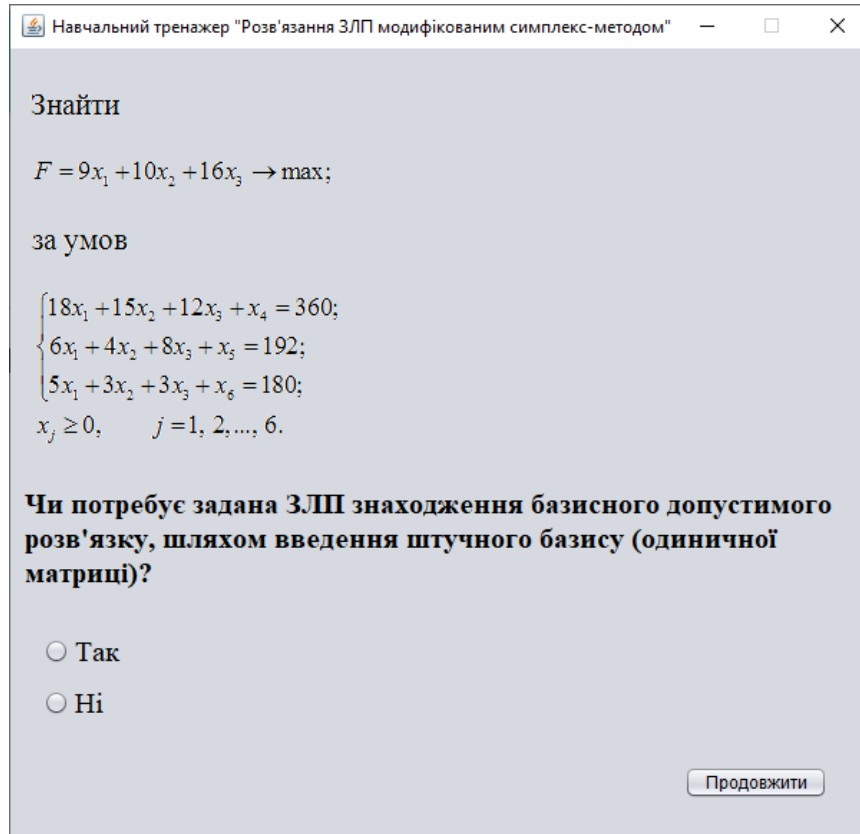 Навчальний тренажер "Розв'язання ЗЛП модифікованим симплекс-методом"
Знайти
F = 9x₁ +10x₂ +16x₃ → max;
за умов
18x₁ +15x₂ +12x₃ + x₄ = 360;
6x₁ + 4x₂ + 8x₃ + x₅ = 192;
5x₁ + 3x₂ + 3x₃ + x₆ = 180;
xⱼ ≥ 0, j = 1, 2,..., 6.
Чи потребує задана ЗЛП знаходження базисного допустимого
розв'язку, шляхом введення штучного базису (одиничної
матриці)?
Так
Ні
Продовжити